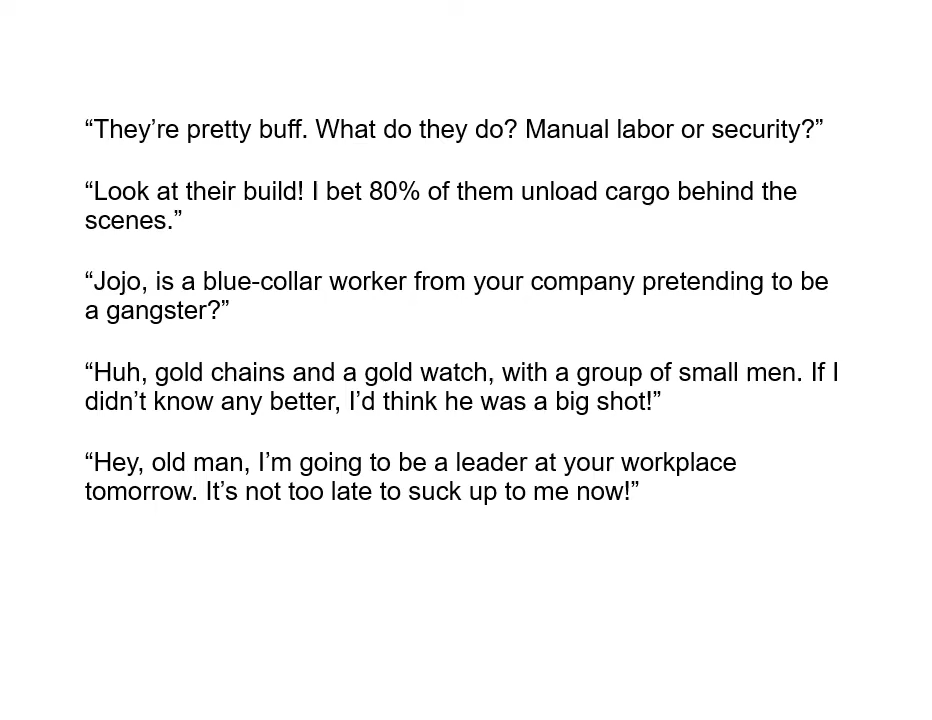 “They’re pretty buff. What do they do? Manual labor or security?”
“Look at their build! I bet 80% of them unload cargo behind the
scenes.”
“Jojo, is a blue-collar worker from your company pretending to be
a gangster?”
“Huh, gold chains and a gold watch, with a group of small men. If I
didn’t know any better, I’d think he was a big shot!”
“Hey, old man, I’m going to be a leader at your workplace
tomorrow. It’s not too late to suck up to me now!”